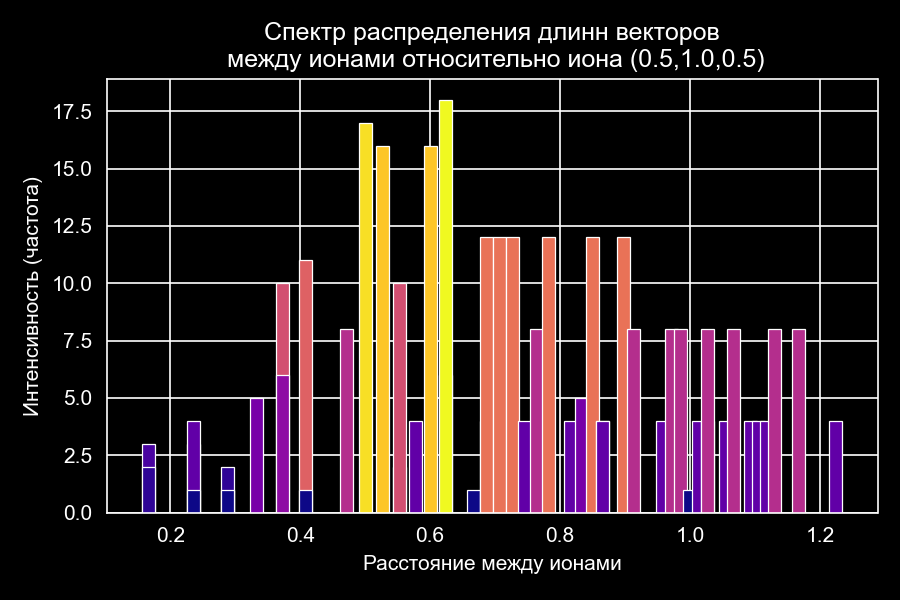 Спектр распределения длинн векторов
между ионами относительно иона (0.5,1.0,0.5)
Интенсивность (частота)
17.5
15.0
12.5
10.0
7.5
5.0
2.5
0.0
0.2 0.4 0.6 0.8 1.0 1.2
Расстояние между ионами